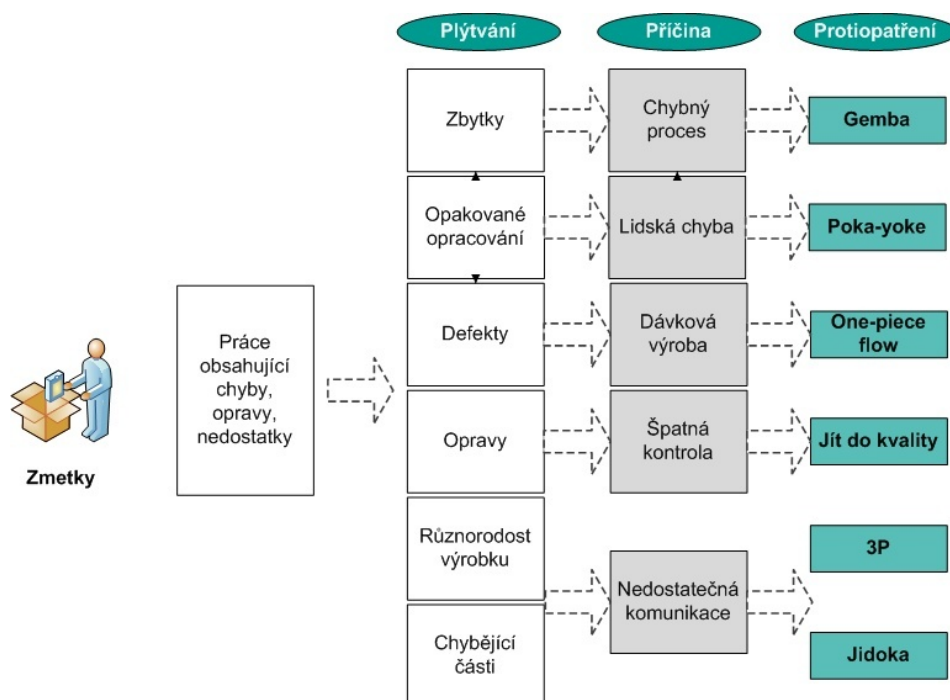 Plýtvání
Příčina
Protiopatření
Zbytky
Chybný
proces
Gemba
Opakované
opracování
Lidská chyba
Poka-yoke
Práce
obsahující
chyby,
opravy,
nedostatky
Zmetky
Defekty
Dávková
výroba
One-piece
flow
Opravy
Špatná
kontrola
Jít do kvality
Různorodost
výrobku
Chybějící
části
Nedostatečná
komunikace
3P
Jidoka